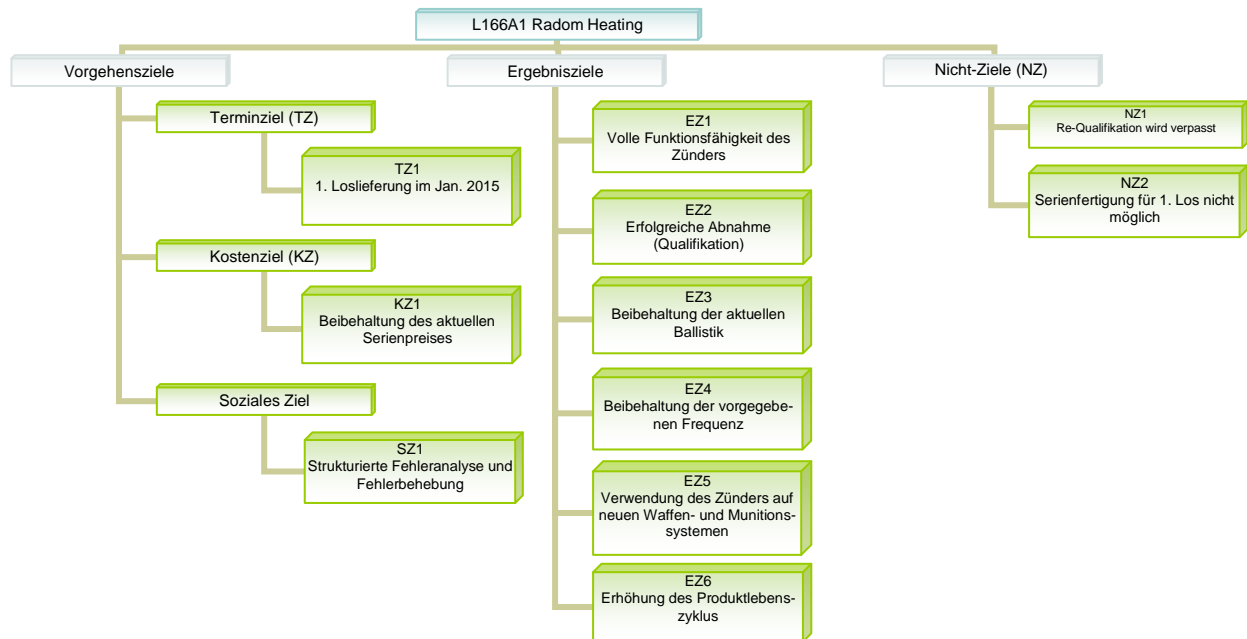 L166A1 Radom Heating
Vorgehensziele
Terminziel (TZ)
TZ1
1. Loslieferung im Jan. 2015
Kostenziel (KZ)
KZ1
Beibehaltung des aktuellen
Serienpreises
Soziales Ziel
SZ1
Strukturierte Fehleranalyse und
Fehlerbehebung
Ergebnisziele
EZ1
Volle Funktionsfähigkeit des
Zünders
EZ2
Erfolgreiche Abnahme
(Qualifikation)
EZ3
Beibehaltung der aktuellen
Ballistik
EZ4
Beibehaltung der vorgegebe-
nen Frequenz
EZ5
Verwendung des Zünders auf
neuen Waffen- und Munitions-
systemen
EZ6
Erhöhung des Produktlebens-
zyklus
Nicht-Ziele (NZ)
NZ1
Re-Qualifikation wird verpasst
NZ2
Serienfertigung für 1. Los nicht
möglich